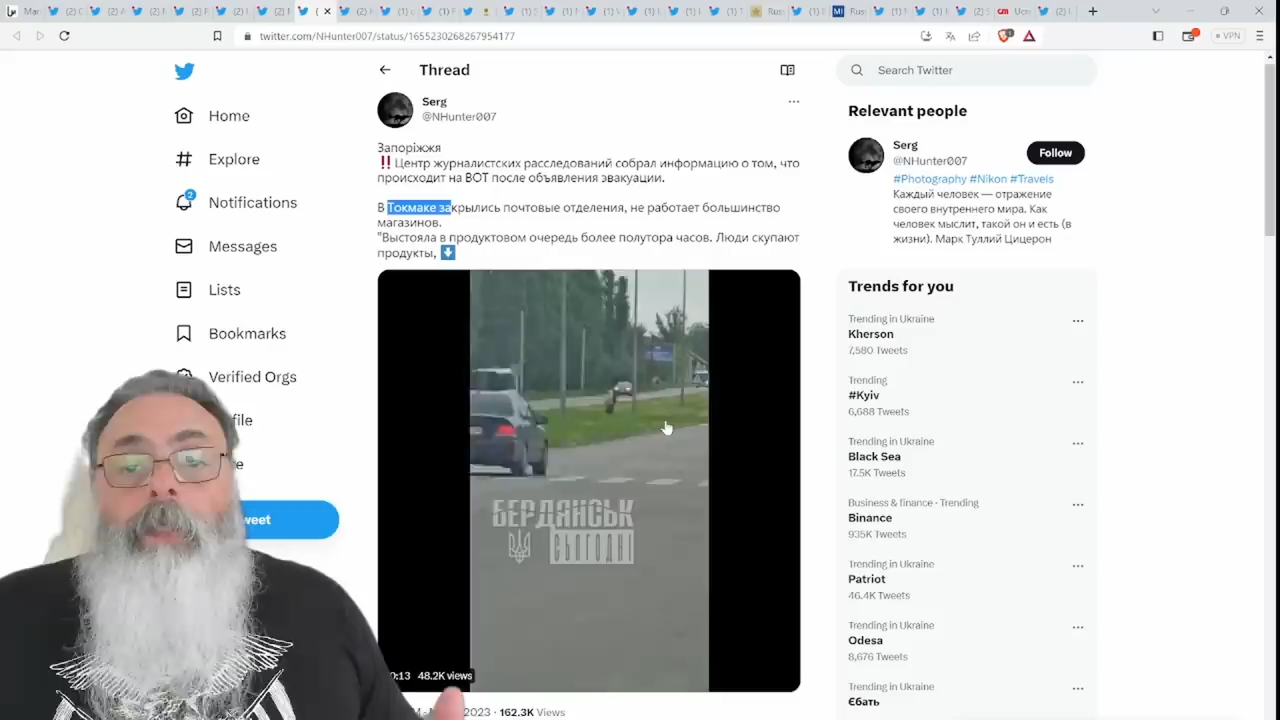 twitter.com/NHunter007/status/1655230268267954177
VPN
Home
Explore
2
Notifications
Messages
Lists
Bookmarks
Verified Orgs
Thread
Serg
@NHunter007
Запоріжжя
‼️Центр журналистских расследований собрал информацию о том, что
происходит на ВОТ после объявления эвакуации.
В Токмаке закрылись почтовые отделения, не работает большинство
магазинов.
"Выстояла в продуктовом очередь более полутора часов. Люди скупают
продукты, ⬇️
БЕРДЯНСЬК
СЬОГОДНІ
0:13 48.2K views
2023 · 162.3K Views
Search Twitter
Relevant people
Serg
@NHunter007
Follow
#Photography #Nikon #Travels
Каждый человек — отражение
своего внутреннего мира. Как
человек мыслит, такой он и есть (в
жизни). Марк Туллий Цицерон
Trends for you
Trending in Ukraine
Kherson
7,580 Tweets
Trending
#Kyiv
6,688 Tweets
Trending in Ukraine
Black Sea
17.5K Tweets
Business & finance · Trending
Binance
935K Tweets
Trending in Ukraine
Patriot
46.4K Tweets
Trending in Ukraine
Odesa
8,676 Tweets
Trending in Ukraine
Єбать